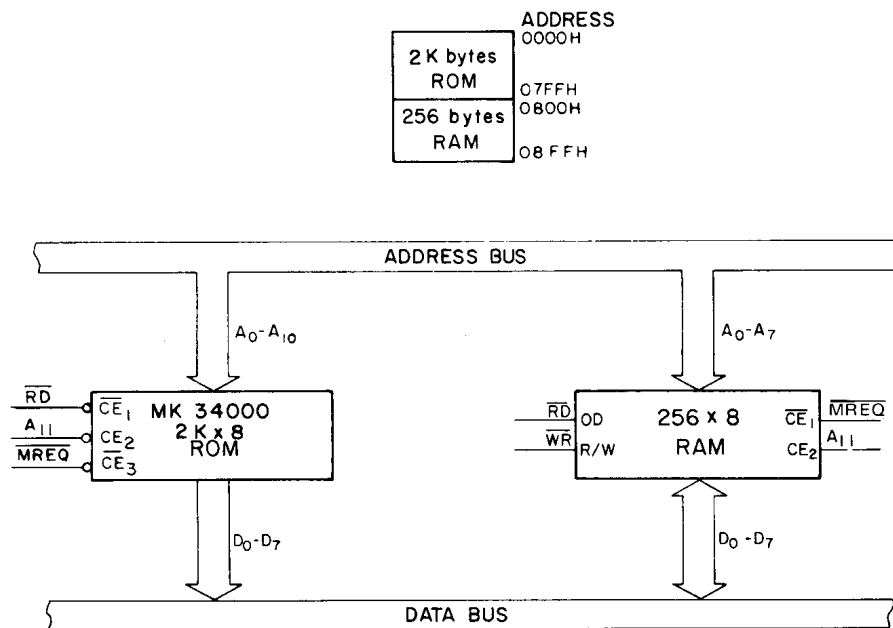 ADDRESS
0000H
2K bytes
ROM
07FFH
0800H
256 bytes
RAM
08FFH
ADDRESS BUS
A0-A10
A0-A7
RD
CE1
MK 34000
A11
CE2
2K x 8
MREQ
CE3
ROM
RD
OD
256 x 8
CE1
MREQ
WR
R/W
RAM
CE2
A11
D0-D7
D0-D7
DATA BUS